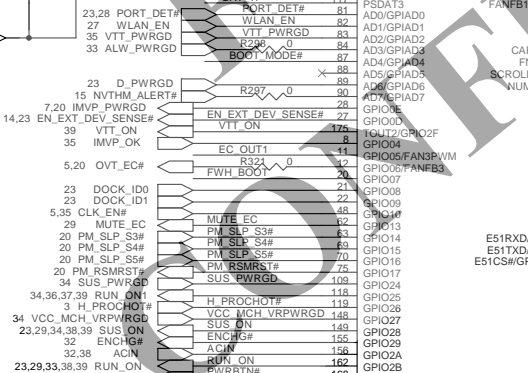 PSDAT3 FANFB1
23,28 PORT_DET# PORT_DET# 81 AD0/GPIAD0
27 WLAN_EN WLAN_EN 82 AD1/GPIAD1
35 VTT_PWRGD VTT_PWRGD 83 AD2/GPIAD2
33 ALW_PWRGD R298 0 84 AD3/GPIAD3
BOOT_MODE# 87 AD4/GPIAD4
88 AD5/GPIAD5
23 D_PWRGD 89 AD6/GPIAD6
15 NVTHM_ALERT# R297 0 90 AD7/GPIAD7
7,20 IMVP_PWRGD 28 GPIO0E
14,23 EN_EXT_DEV_SENSE# EN_EXT_DEV_SENSE# GPIO0D
39 VTT_ON VTT_ON 175 TOUT2/GPIO2F
35 IMVP_OK 8 GPIO04
EC_OUT1 11 GPIO05/FAN3PWM
5,20 OVT_EC# R321 0 12 GPIO06/FANFB3
FWH_BOOT 20 GPIO07
23 DOCK_ID0 21 GPIO08
23 DOCK_ID1 22 GPIO09
5,35 CLK_EN# 48 GPIO10
29 MUTE_EC MUTE_EC 62 GPIO13
20 PM_SLP_S3# PM_SLP_S3# 63 GPIO14 E51RXD/
20 PM_SLP_S4# PM_SLP_S4# 69 GPIO15 E51TXD/
20 PM_SLP_S5# PM_SLP_S5# 70 GPIO16 E51CS#/GP
20 PM_RSMRST# PM_RSMRST# 75 GPIO17
34 SUS_PWRGD SUS_PWRGD 109 GPIO24
34,36,37,39 RUN_ON1 118 GPIO25
3 H_PROCHOT# H_PROCHOT# 119 GPIO26
34 VCC_MCH_VRPWRGD VCC_MCH_VRPWRGD 148 GPIO27
23,29,34,38,39 SUS_ON SUS_ON 149 GPIO28
32 ENCHG# ENCHG# 155 GPIO29
32,38 ACIN ACIN 156 GPIO2A
23,29,33,38,39 RUN_ON RUN_ON 162 GPIO2B
PWRBTN# 168